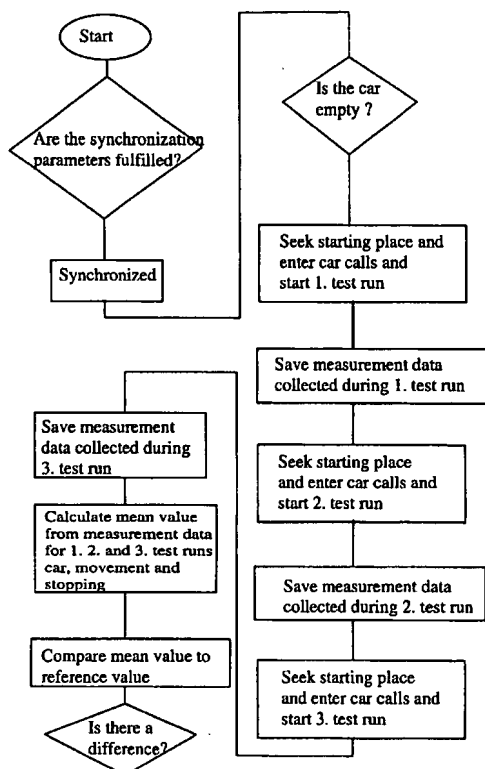 Start
Are the synchronization
parameters fulfilled?
Synchronized
Is the car
empty ?
Seek starting place and
enter car calls and
start 1. test run
Save measurement data
collected during 1. test run
Seek starting place
and enter car calls and
start 2. test run
Save measurement data
collected during 2. test run
Seek starting place
and enter car calls and
start 3. test run
Save measurement
data collected during
3. test run
Calculate mean value
from measurement data
for 1. 2. and 3. test runs
car, movement and
stopping
Compare mean value to
reference value
Is there a
difference?